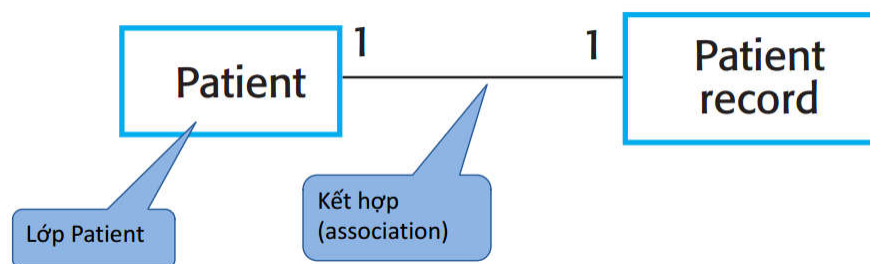 Patient
1
1
Patient
record
Lớp Patient
Kết hợp
(association)